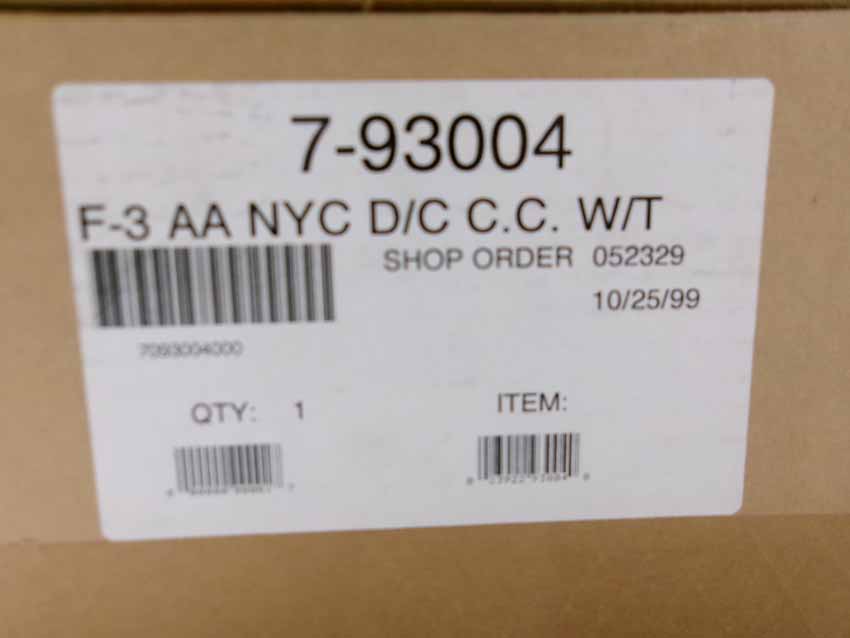 7-93004
F-3 AA NYC D/C C.C. W/T
SHOP ORDER 052329
10/25/99
7093004000
QTY: 1
ITEM: